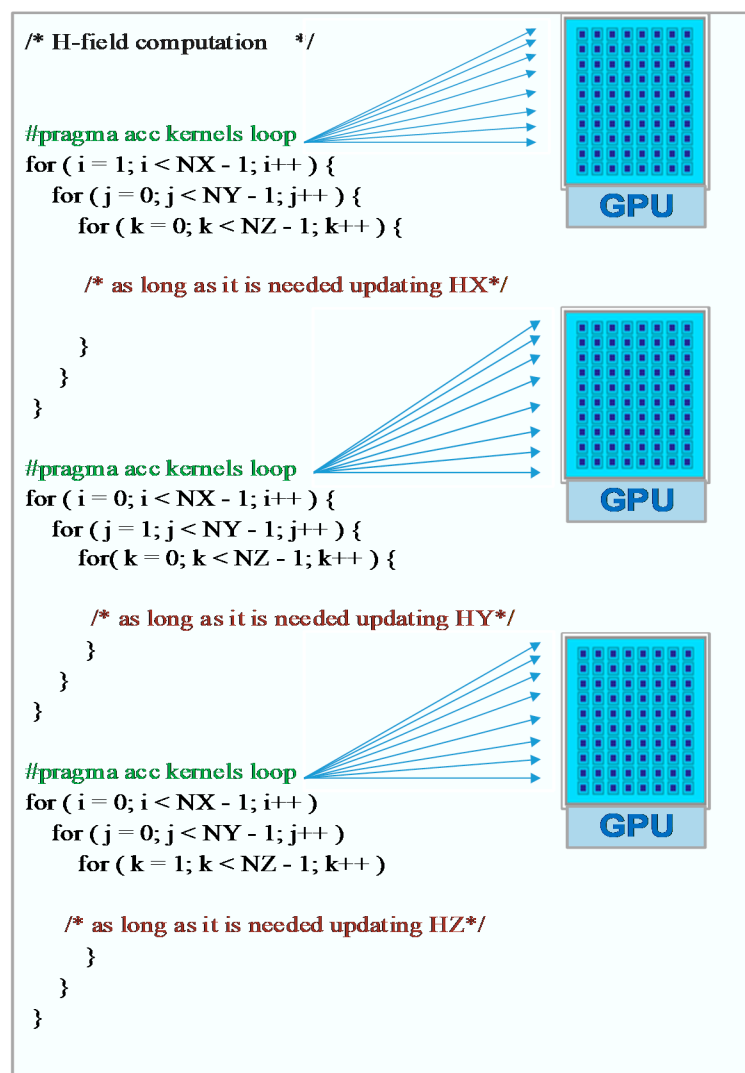 /* H-field computation */
#pragma acc kernels loop
for ( i = 1; i < NX - 1; i++ ) {
for ( j = 0; j < NY - 1; j++ ) {
for ( k = 0; k < NZ - 1; k++ ) {
GPU
/* as long as it is needed updating HX*/
}
}
}
#pragma acc kernels loop
for ( i = 0; i < NX - 1; i++ ) {
for ( j = 1; j < NY - 1; j++ ) {
for( k = 0; k < NZ - 1; k++ ) {
GPU
/* as long as it is needed updating HY*/
}
}
}
#pragma acc kernels loop
for ( i = 0; i < NX - 1; i++ )
for ( j = 0; j < NY - 1; j++ )
for ( k = 1; k < NZ - 1; k++ )
GPU
/* as long as it is needed updating HZ*/
}
}
}